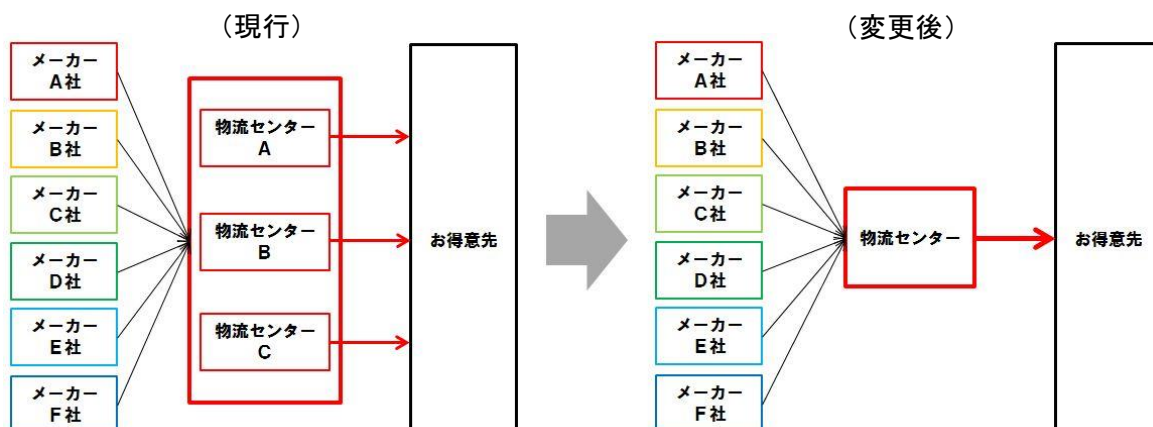 （現行）
メーカー
A社
メーカー
B社
メーカー
C社
メーカー
D社
メーカー
E社
メーカー
F社
物流センター
A
物流センター
B
物流センター
C
お得意先
（変更後）
メーカー
A社
メーカー
B社
メーカー
C社
メーカー
D社
メーカー
E社
メーカー
F社
物流センター
お得意先